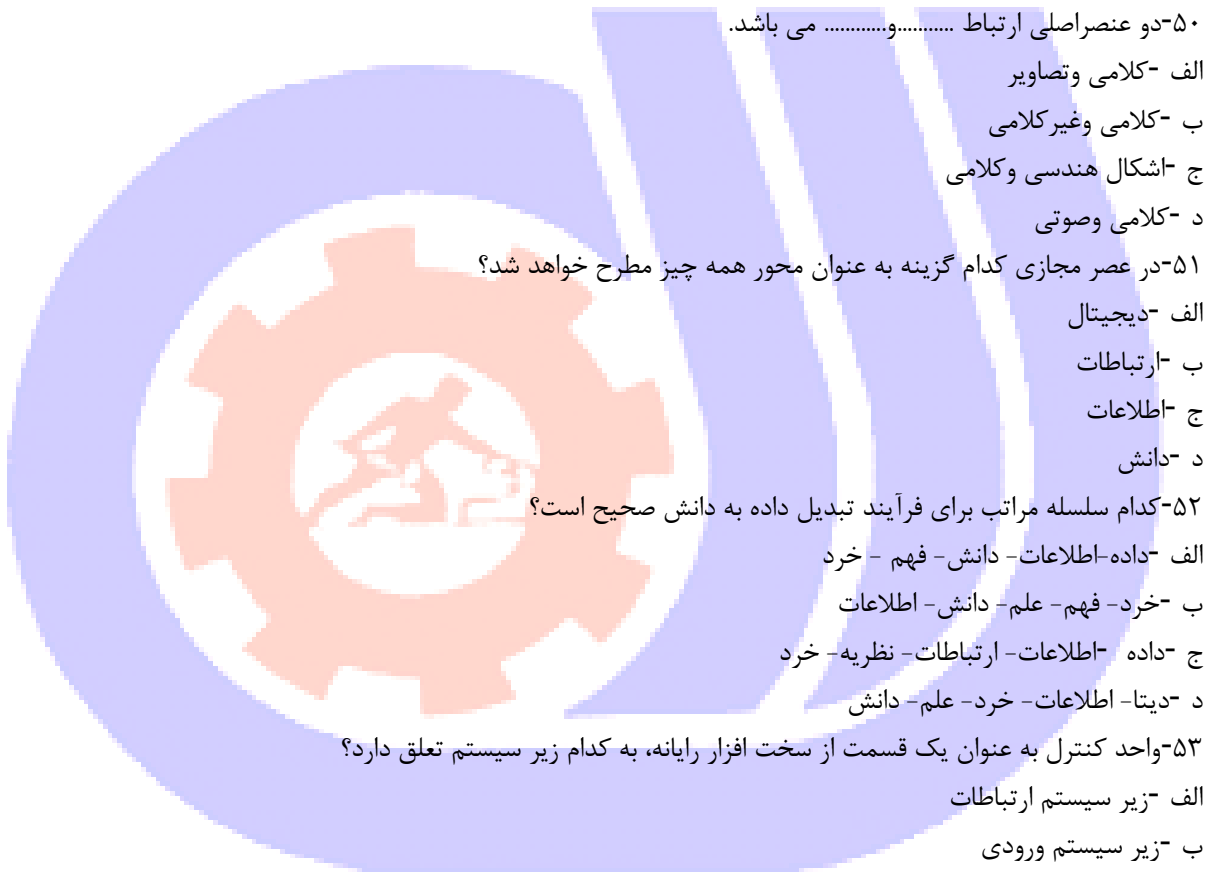 ۵۰-دو عنصراصلی ارتباط ...........و............ می باشد.
الف -کلامی وتصاویر
ب -کلامی وغیرکلامی
ج -اشکال هندسی وکلامی
د -کلامی وصوتی
۵۱-در عصر مجازی کدام گزینه به عنوان محور همه چیز مطرح خواهد شد؟
الف -دیجیتال
ب -ارتباطات
ج -اطلاعات
د -دانش
۵۲-کدام سلسله مراتب برای فرآیند تبدیل داده به دانش صحیح است؟
الف -داده-اطلاعات- دانش- فهم - خرد
ب -خرد- فهم- علم- دانش- اطلاعات
ج -داده -اطلاعات- ارتباطات- نظریه- خرد
د -دیتا- اطلاعات- خرد- علم- دانش
۵۳-واحد کنترل به عنوان یک قسمت از سخت افزار رایانه، به کدام زیر سیستم تعلق دارد؟
الف -زیر سیستم ارتباطات
ب -زیر سیستم ورودی